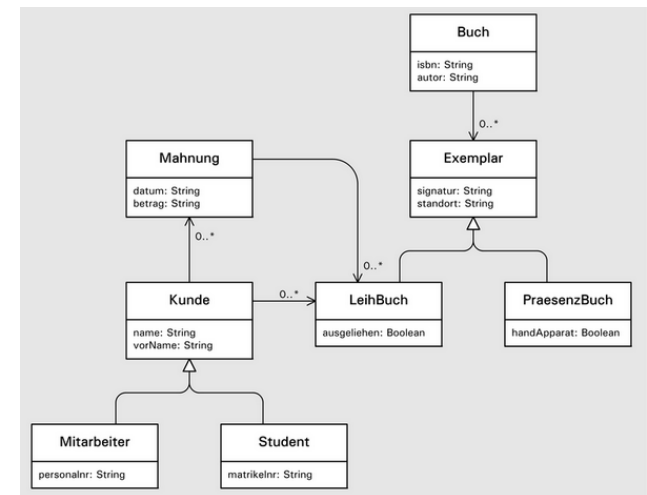 Buch
isbn: String
autor: String
0..*
Mahnung
datum: String
betrag: String
Exemplar
signatur: String
standort: String
0..*
0..*
Kunde
name: String
vorName: String
0..*
LeihBuch
ausgeliehen: Boolean
PraesenzBuch
handApparat: Boolean
Mitarbeiter
personalnr: String
Student
matrikelnr: String